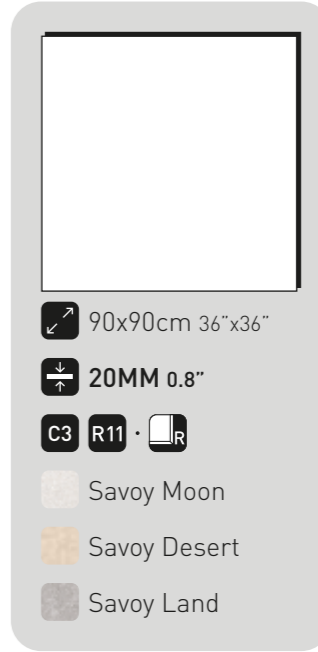 90x90cm 36”x36”
20MM 0.8”
C3 R11 · R
Savoy Moon
Savoy Desert
Savoy Land